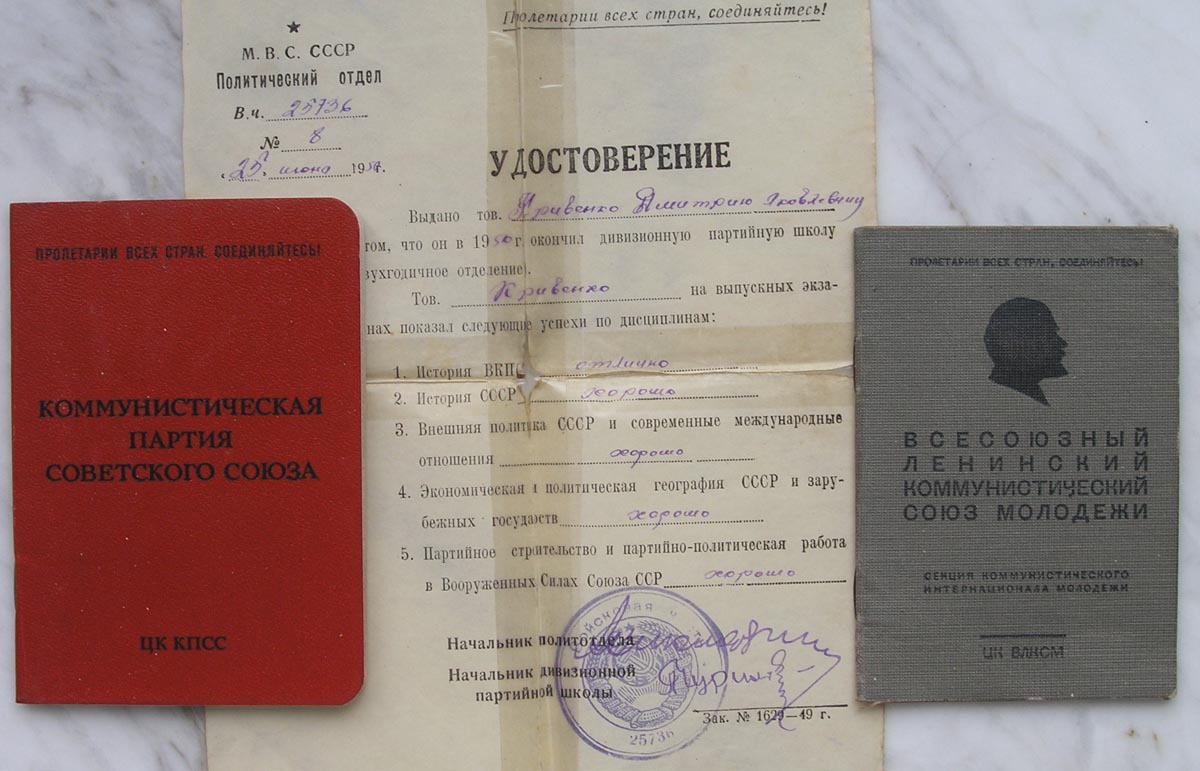 ПРОЛЕТАРИИ ВСЕХ СТРАН, СОЕДИНЯЙТЕСЬ!
КОММУНИСТИЧЕСКАЯ
ПАРТИЯ
СОВЕТСКОГО СОЮЗА
ЦК КПСС
М. В. С. СССР
Политический отдел
В.ч. 25736
№ 8
„25" июня 1950г.
Пролетарии всех стран, соединяйтесь!
УДОСТОВЕРЕНИЕ
Выдано тов. Кривенко Дмитрию Яковлевичу
том, что он в 1950 г. окончил дивизионную партийную школу
вухгодичное отделение).
Тов. Кривенко на выпускных экза-
нах показал следующие успехи по дисциплинам:
1. История ВКП отлично
2. История СССР хорошо
3. Внешняя политика СССР и современные международные
отношения хорошо
4. Экономическая и политическая география СССР и зару-
бежных государств хорошо
5. Партийное строительство и партийно-политическая работа
в Вооруженных Силах Союза ССР хорошо
Начальник политотдела
Начальник дивизионной
партийной школы
25736
Зак. № 1629—49 г.
ПРОЛЕТАРИИ ВСЕХ СТРАН, СОЕДИНЯЙТЕСЬ!
ВСЕСОЮЗНЫЙ
ЛЕНИНСКИЙ
КОММУНИСТИЧЕСКИЙ
СОЮЗ МОЛОДЕЖИ
СЕКЦИЯ КОММУНИСТИЧЕСКОГО
ИНТЕРНАЦИОНАЛА МОЛОДЕЖИ
ЦК ВЛКСМ